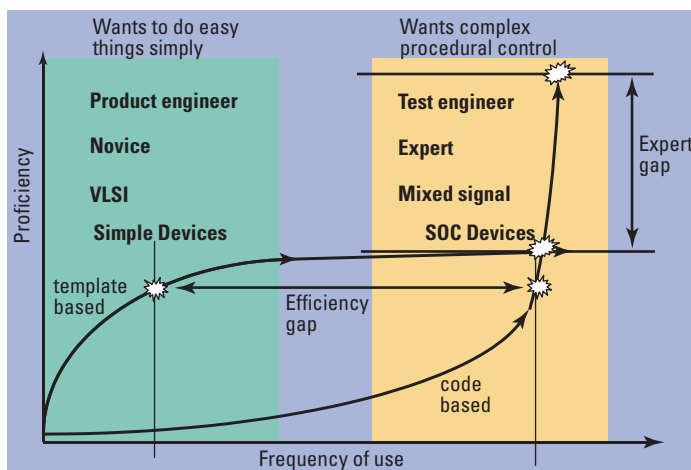 Wants to do easy
things simply
Wants complex
procedural control
Product engineer
Novice
VLSI
Simple Devices
Test engineer
Expert
Mixed signal
SOC Devices
Expert
gap
Proficiency
template
based
Efficiency
gap
code
based
Frequency of use